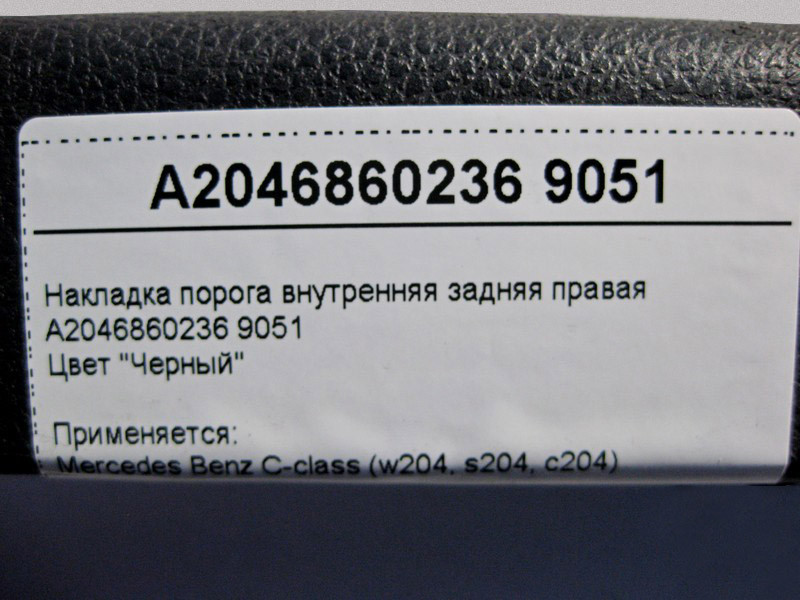 A2046860236 9051
Накладка порога внутренняя задняя правая
A2046860236 9051
Цвет "Черный"
Применяется:
Mercedes Benz C-class (w204, s204, c204)